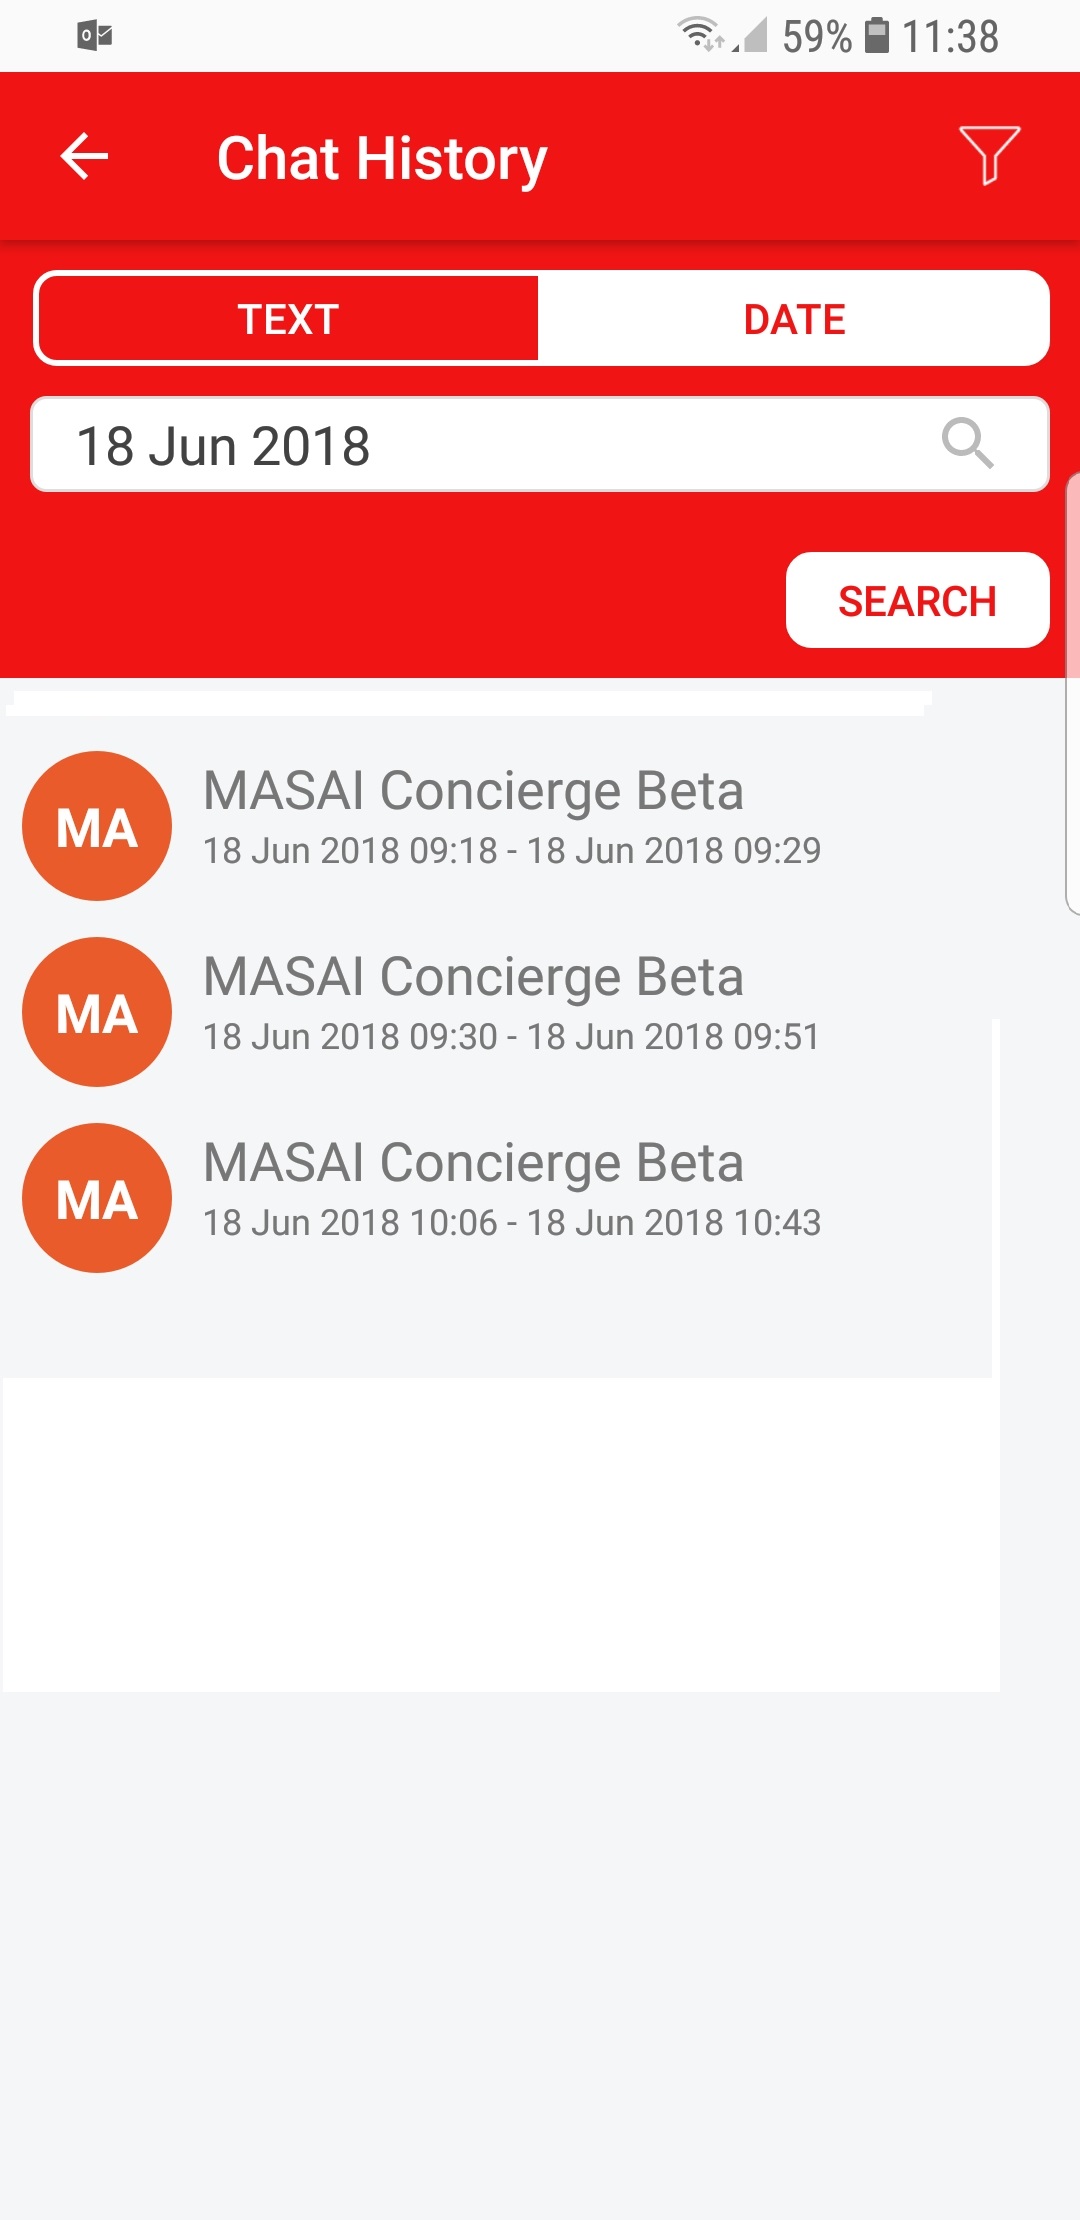 59% 11:38
Chat History
TEXT DATE
18 Jun 2018
SEARCH
MA
MASAI Concierge Beta
18 Jun 2018 09:18 - 18 Jun 2018 09:29
MA
MASAI Concierge Beta
18 Jun 2018 09:30 - 18 Jun 2018 09:51
MA
MASAI Concierge Beta
18 Jun 2018 10:06 - 18 Jun 2018 10:43